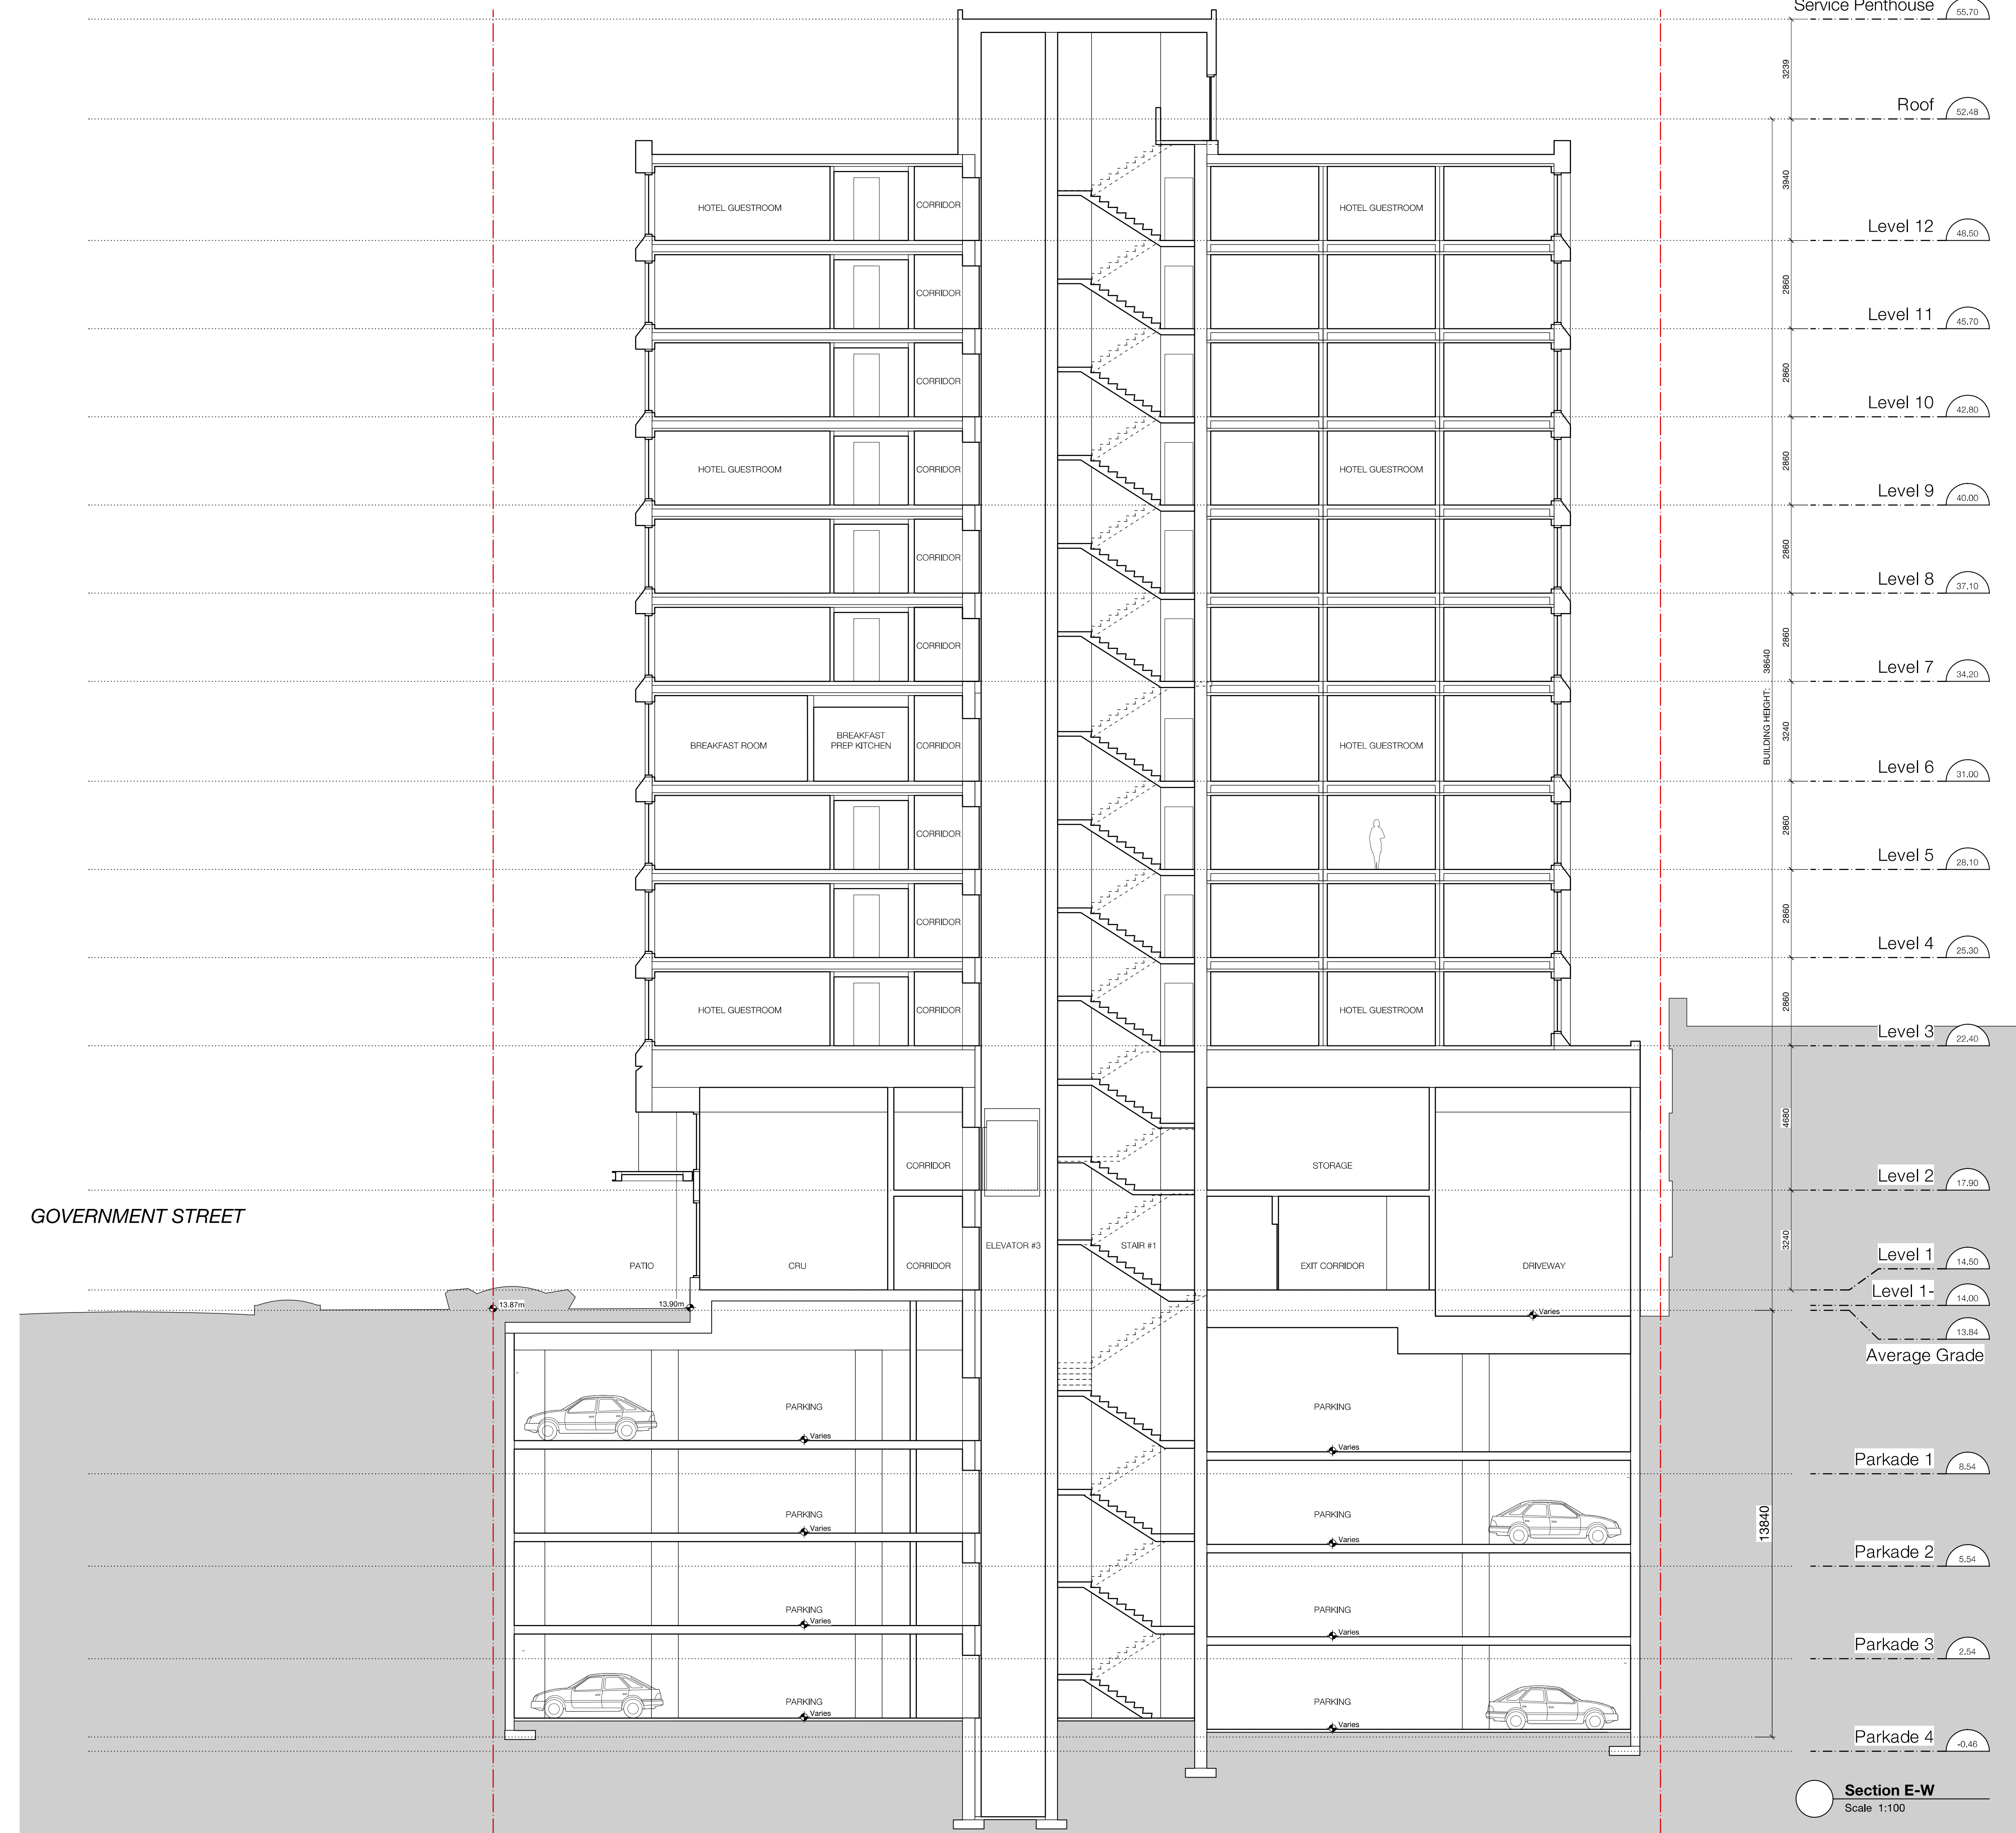 Service Penthouse 55.70
3239
Roof 52.48
3940
HOTEL GUESTROOM CORRIDOR HOTEL GUESTROOM
Level 12 48.50
CORRIDOR 2860
Level 11 45.70
CORRIDOR 2860
Level 10 42.80
HOTEL GUESTROOM CORRIDOR HOTEL GUESTROOM 2860
Level 9 40.00
CORRIDOR 2860
Level 8 37.10
CORRIDOR 2860
Level 7 34.20
BUILDING HEIGHT: 38640
BREAKFAST ROOM
BREAKFAST
PREP KITCHEN
CORRIDOR HOTEL GUESTROOM 3240
Level 6 31.00
CORRIDOR 2860
Level 5 28.10
CORRIDOR 2860
Level 4 25.30
HOTEL GUESTROOM CORRIDOR HOTEL GUESTROOM 2860
Level 3 22.40
4680
CORRIDOR STORAGE
Level 2 17.90
GOVERNMENT STREET
3240
ELEVATOR #3 STAIR #1
PATIO CRU CORRIDOR EXIT CORRIDOR DRIVEWAY
Level 1 14.50
Level 1- 14.00
13.87m 13.90m Varies
13.84
Average Grade
PARKING PARKING
Varies Varies
Parkade 1 8.54
PARKING PARKING
Varies Varies
13840
Parkade 2 5.54
PARKING PARKING
Varies Varies
Parkade 3 2.54
PARKING PARKING
Varies Varies
Parkade 4 -0.46
Section E-W
Scale 1:100